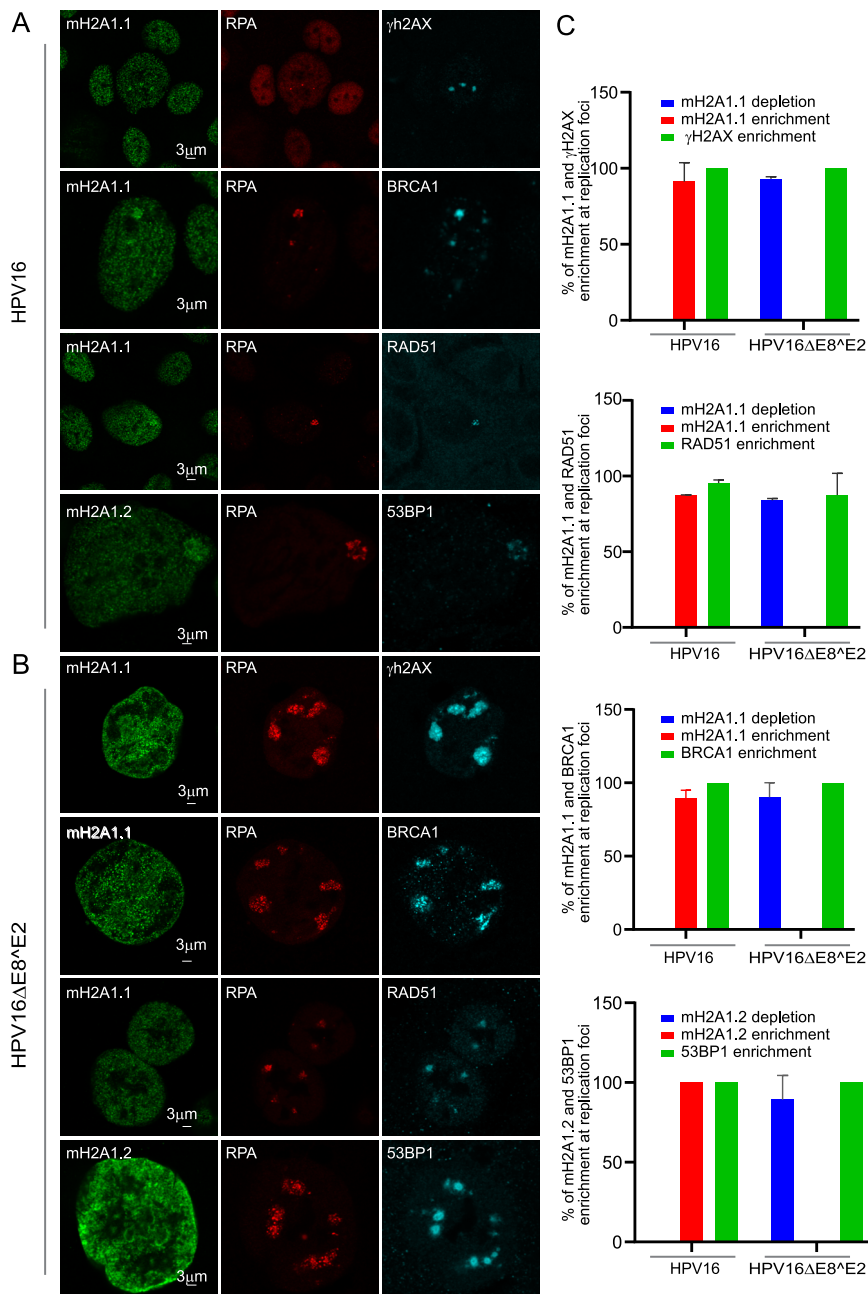 A
HPV16
mH2A1.1
RPA
γh2AX
3μm
mH2A1.1
RPA
BRCA1
3μm
mH2A1.1
RPA
RAD51
3μm
mH2A1.2
RPA
53BP1
3μm
B
HPV16ΔE8^E2
mH2A1.1
RPA
γh2AX
3μm
mH2A1.1
RPA
BRCA1
3μm
mH2A1.1
RPA
RAD51
3μm
mH2A1.2
RPA
53BP1
3μm
C
% of mH2A1.1 and γH2AX
enrichment at replication foci
150
100
50
0
mH2A1.1 depletion
mH2A1.1 enrichment
γH2AX enrichment
HPV16
HPV16ΔE8^E2
% of mH2A1.1 and RAD51
enrichment at replication foci
150
100
50
0
mH2A1.1 depletion
mH2A1.1 enrichment
RAD51 enrichment
HPV16
HPV16ΔE8^E2
% of mH2A1.1 and BRCA1
enrichment at replication foci
150
100
50
0
mH2A1.1 depletion
mH2A1.1 enrichment
BRCA1 enrichment
HPV16
HPV16ΔE8^E2
% of mH2A1.2 and 53BP1
enrichment at replication foci
150
100
50
0
mH2A1.2 depletion
mH2A1.2 enrichment
53BP1 enrichment
HPV16
HPV16ΔE8^E2